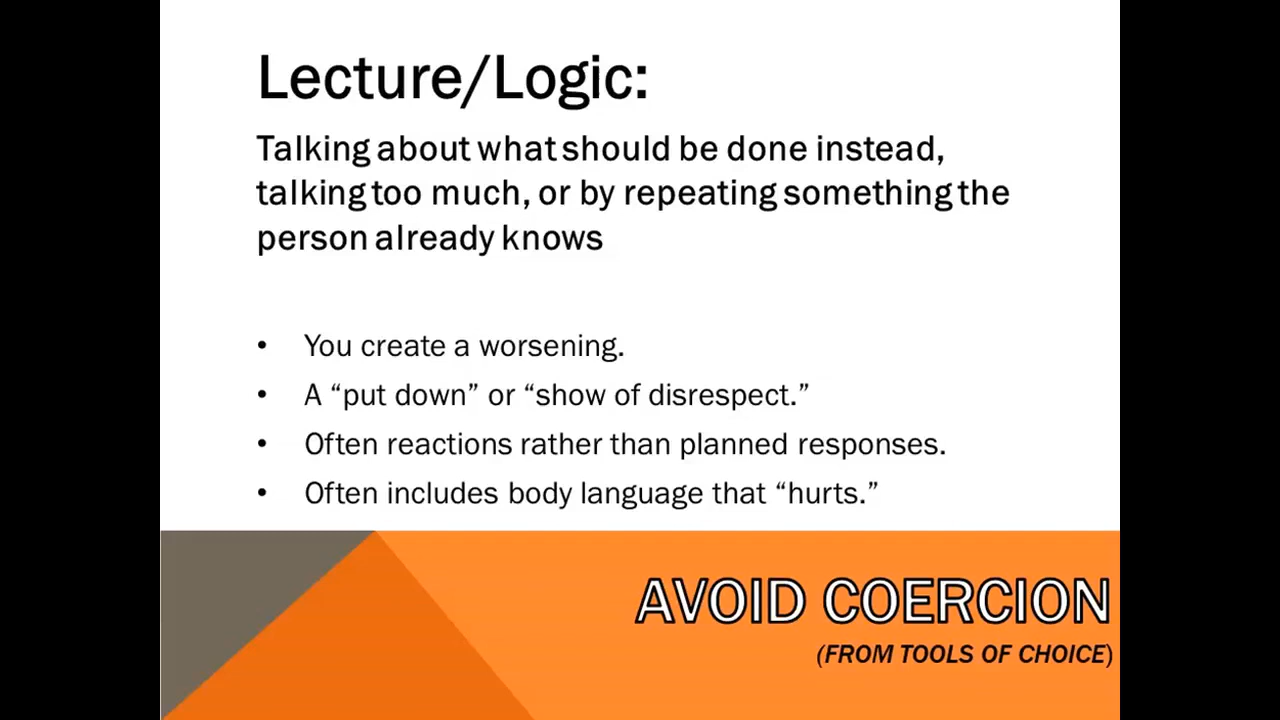 Lecture/Logic:
Talking about what should be done instead,
talking too much, or by repeating something the
person already knows
• You create a worsening.
• A “put down” or “show of disrespect.”
• Often reactions rather than planned responses.
• Often includes body language that “hurts.”
AVOID COERCION
(FROM TOOLS OF CHOICE)